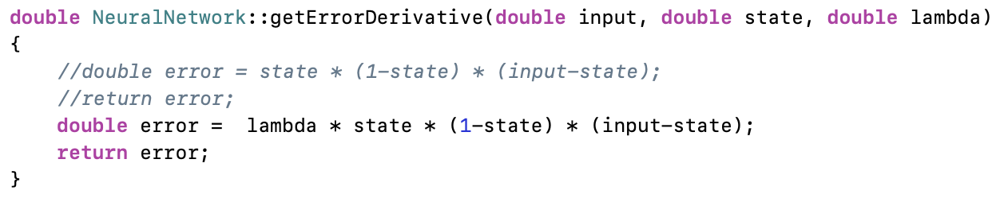 double NeuralNetwork::getErrorDerivative(double input, double state, double lambda)
{
    //double error = state * (1-state) * (input-state);
    //return error;
    double error =  lambda * state * (1-state) * (input-state);
    return error;
}